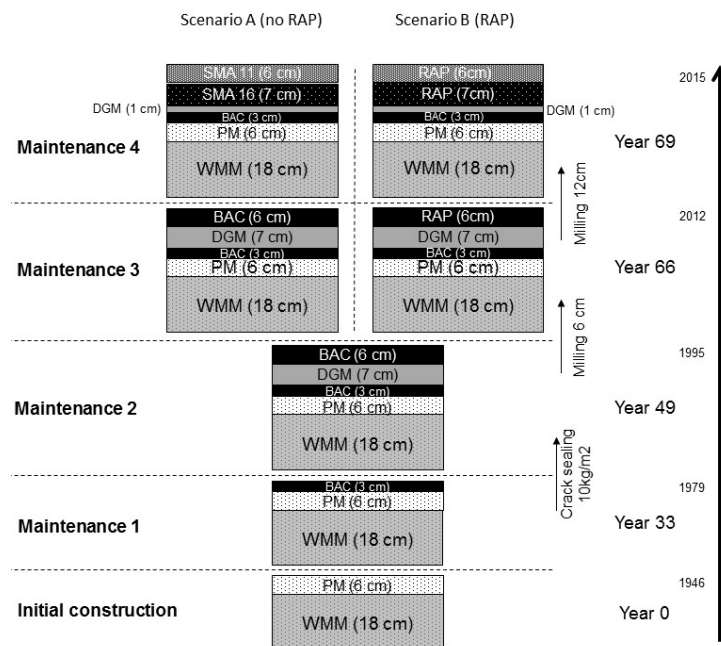 Scenario A (no RAP) Scenario B (RAP)
SMA 11 (6 cm) RAP (6cm) 2015
SMA 16 (7 cm) RAP (7cm)
DGM (1 cm) DGM (1 cm)
BAC (3 cm) BAC (3 cm)
PM (6 cm) PM (6 cm)
Maintenance 4 Year 69
WMM (18 cm) WMM (18 cm)
Milling 12cm
BAC (6 cm) RAP (6cm) 2012
DGM (7 cm) DGM (7 cm)
BAC (3 cm) BAC (3 cm)
Maintenance 3 PM (6 cm) PM (6 cm) Year 66
WMM (18 cm) WMM (18 cm)
Milling 6 cm
BAC (6 cm) 1995
DGM (7 cm)
BAC (3 cm)
Maintenance 2 PM (6 cm) Year 49
WMM (18 cm)
Crack sealing
10kg/m2
BAC (3 cm) 1979
PM (6 cm)
Maintenance 1 Year 33
WMM (18 cm)
PM (6 cm) 1946
Initial construction Year 0
WMM (18 cm)